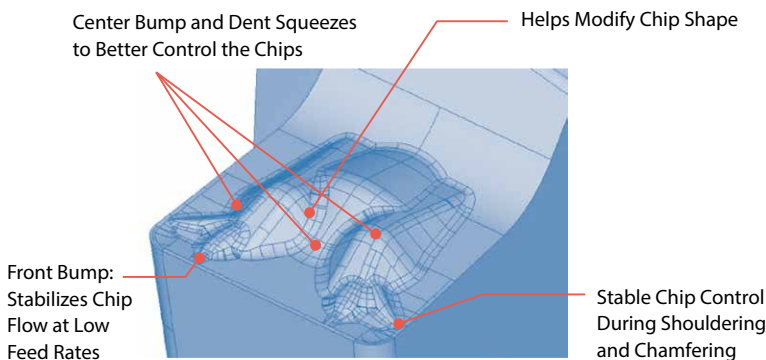 Center Bump and Dent Squeezes
to Better Control the Chips
Helps Modify Chip Shape
Front Bump:
Stabilizes Chip
Flow at Low
Feed Rates
Stable Chip Control
During Shouldering
and Chamfering